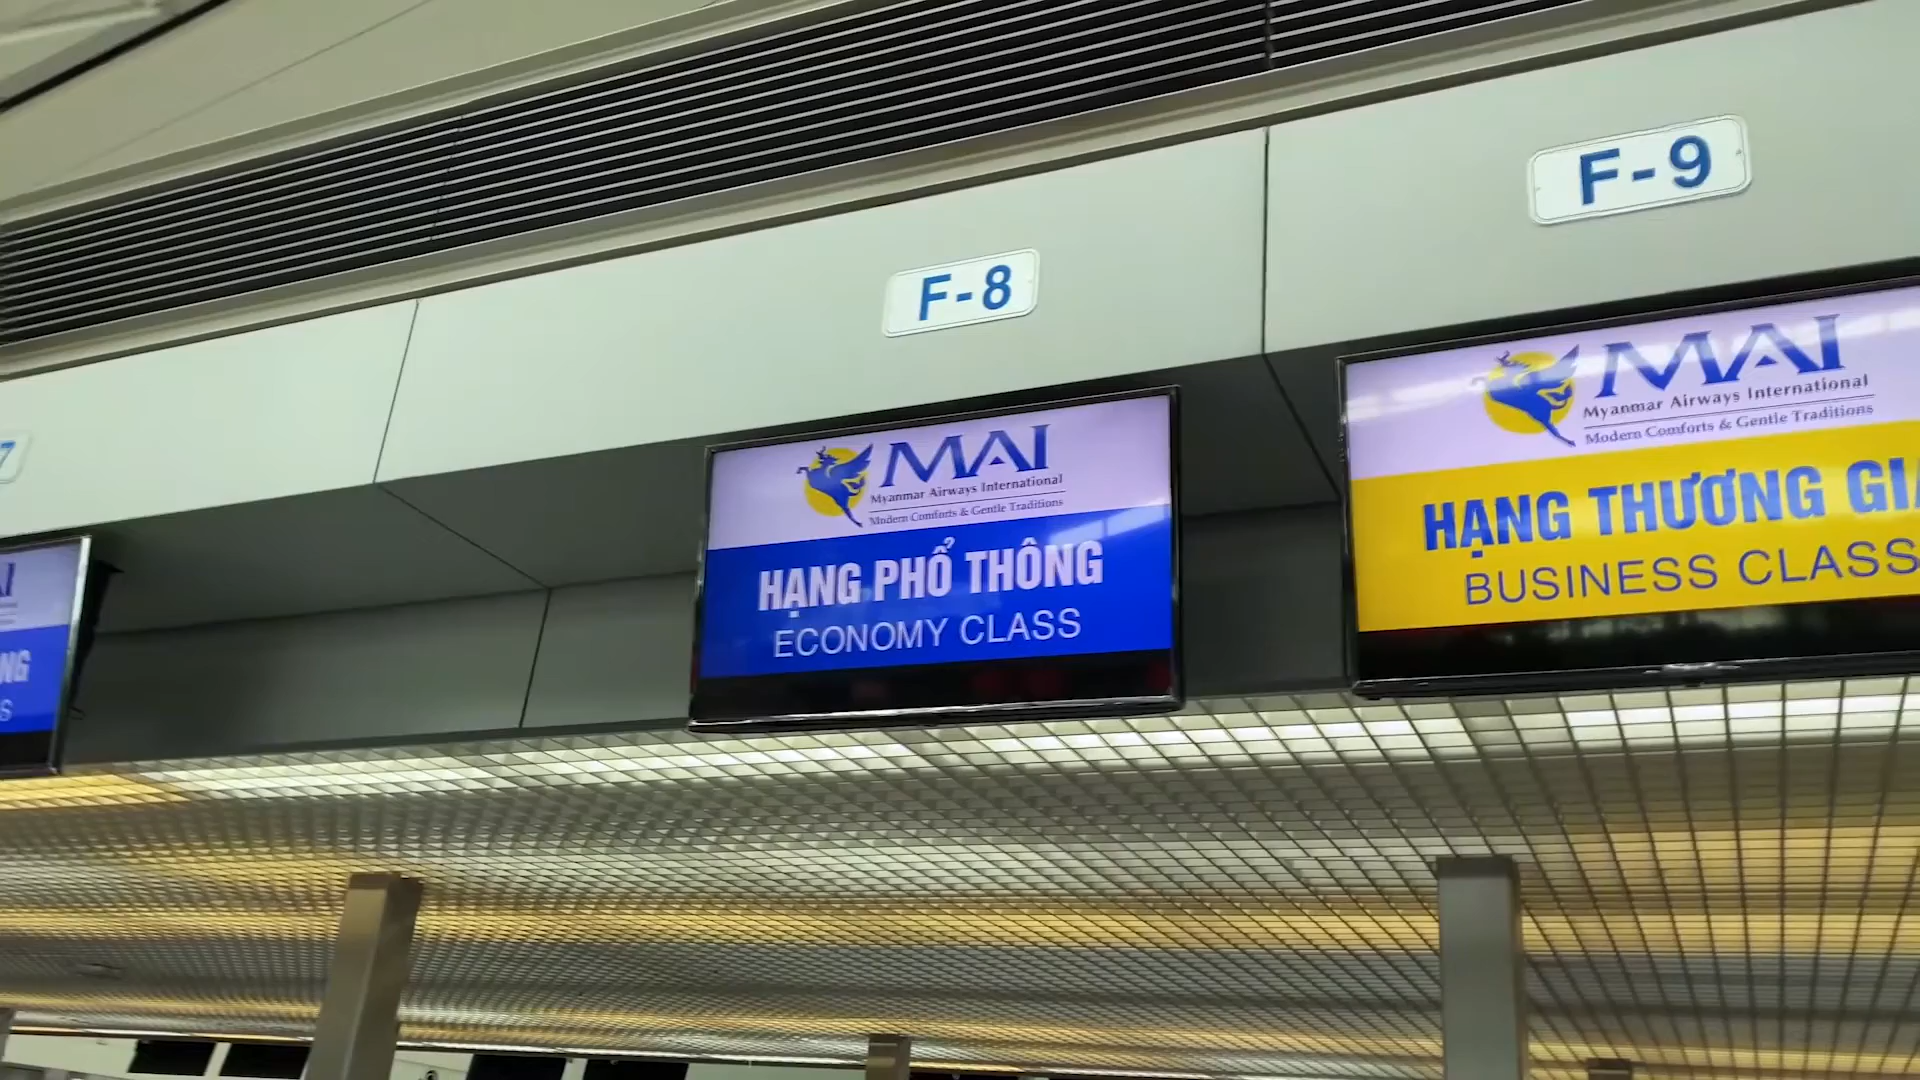 F-9
F-8
7
MAI
Myanmar Airways International
Modern Comforts & Gentle Traditions
HẠNG THƯƠNG GIA
BUSINESS CLASS
MAI
Myanmar Airways International
Modern Comforts & Gentle Traditions
HẠNG PHỔ THÔNG
ECONOMY CLASS